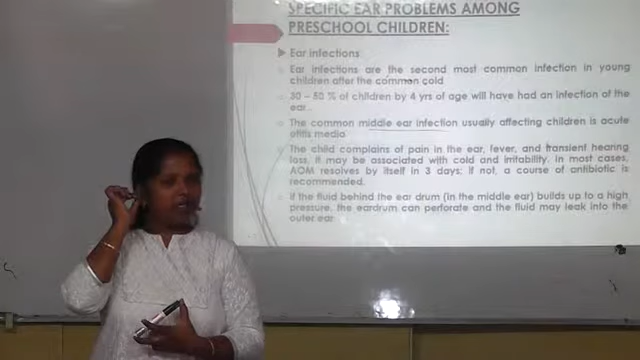 SPECIFIC EAR PROBLEMS AMONG
PRESCHOOL CHILDREN:
Ear infections:
Ear infections are the second most common infection in young
children after the common cold
30 – 50 % of children by 4 yrs of age will have had an infection of the
ear.
The common middle ear infection usually affecting children is acute
otitis media
The child complains of pain in the ear, fever, and transient hearing
loss. It may be associated with cold and irritability. In most cases,
AOM resolves by itself in 3 days; if not, a course of antibiotic is
recommended.
If the fluid behind the ear drum (in the middle ear) builds up to a high
pressure, the eardrum can perforate and the fluid may leak into the
outer ear